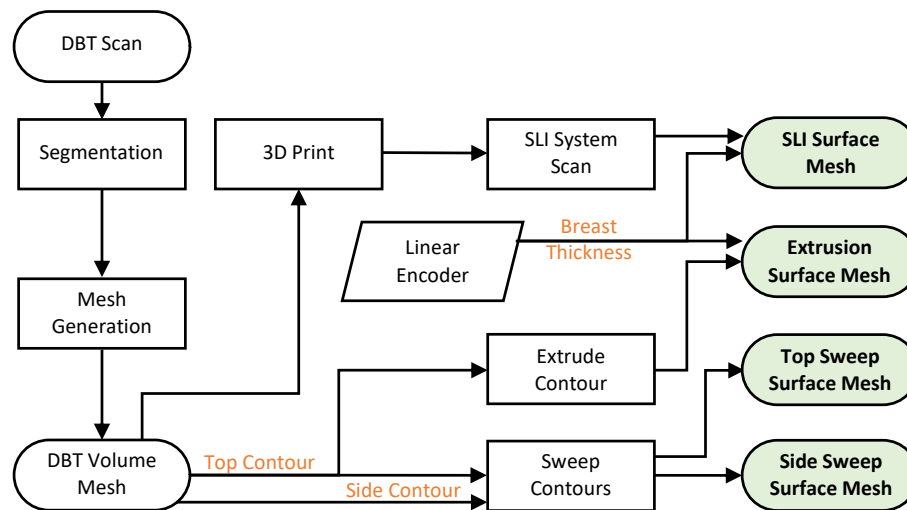 DBT Scan
Segmentation
3D Print
SLI System
Scan
SLI Surface
Mesh
Breast
Thickness
Linear
Encoder
Extrusion
Surface Mesh
Mesh
Generation
Extrude
Contour
Top Sweep
Surface Mesh
DBT Volume
Mesh
Top Contour
Side Contour
Sweep
Contours
Side Sweep
Surface Mesh